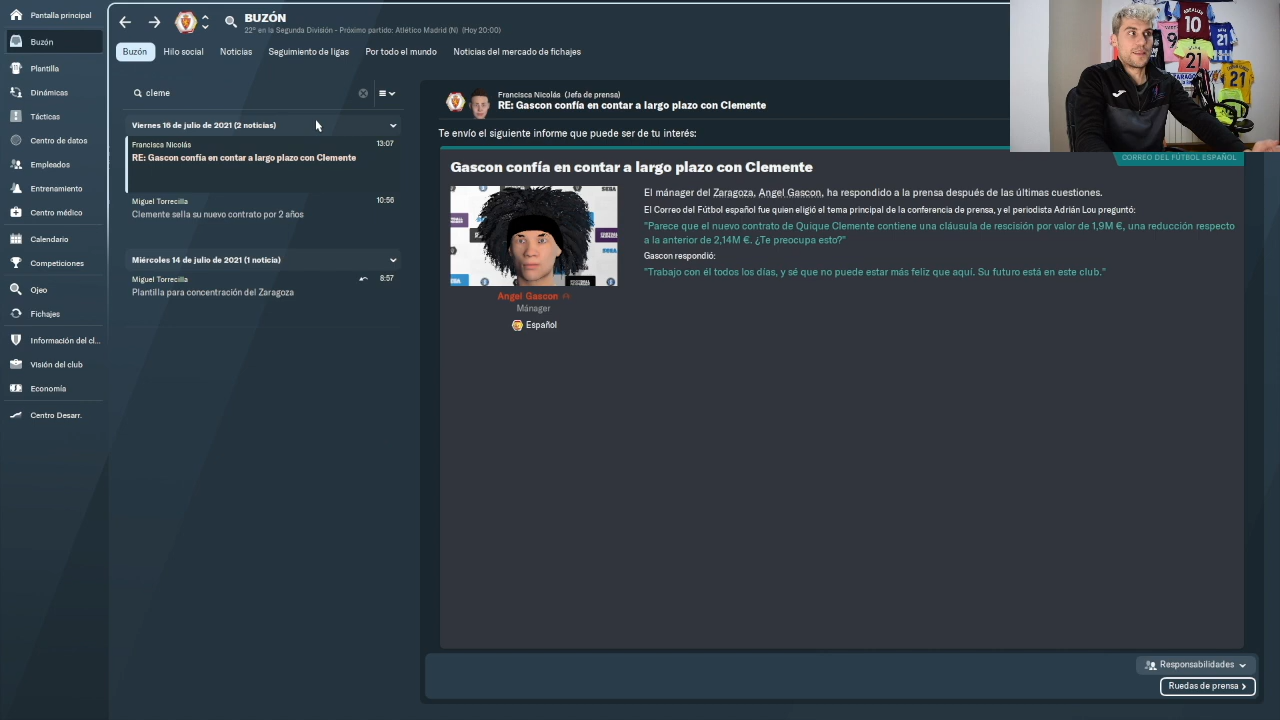 Pantalla principal
Buzón
Plantilla
Dinámicas
Tácticas
Centro de datos
Empleados
Entrenamiento
Centro médico
Calendario
Competiciones
Ojeo
Fichajes
Información del cl...
Visión del club
Economía
Centro Desarr.
BUZÓN
22º en la Segunda División - Próximo partido: Atlético Madrid (N) (Hoy 20:00)
Buzón Hilo social Noticias Seguimiento de ligas Por todo el mundo Noticias del mercado de fichajes
cleme
Viernes 16 de julio de 2021 (2 noticias)
Francisca Nicolás 13:07
RE: Gascon confía en contar a largo plazo con Clemente
Miguel Torrecilla 10:56
Clemente sella su nuevo contrato por 2 años
Miércoles 14 de julio de 2021 (1 noticia)
Miguel Torrecilla 8:57
Plantilla para concentración del Zaragoza
Francisca Nicolás (Jefa de prensa)
RE: Gascon confía en contar a largo plazo con Clemente
Te envío el siguiente informe que puede ser de tu interés:
CORREO DEL FÚTBOL ESPAÑOL
Gascon confía en contar a largo plazo con Clemente
SEGA
Angel Gascon
Mánager
Español
El mánager del Zaragoza, Angel Gascon, ha respondido a la prensa después de las últimas cuestiones.
El Correo del Fútbol español fue quien eligió el tema principal de la conferencia de prensa, y el periodista Adrián Lou preguntó:
"Parece que el nuevo contrato de Quique Clemente contiene una cláusula de rescisión por valor de 1,9M €, una reducción respecto
a la anterior de 2,14M €. ¿Te preocupa esto?"
Gascon respondió:
"Trabajo con él todos los días, y sé que no puede estar más feliz que aquí. Su futuro está en este club."
Responsabilidades
Ruedas de prensa
10
21
9
21
21